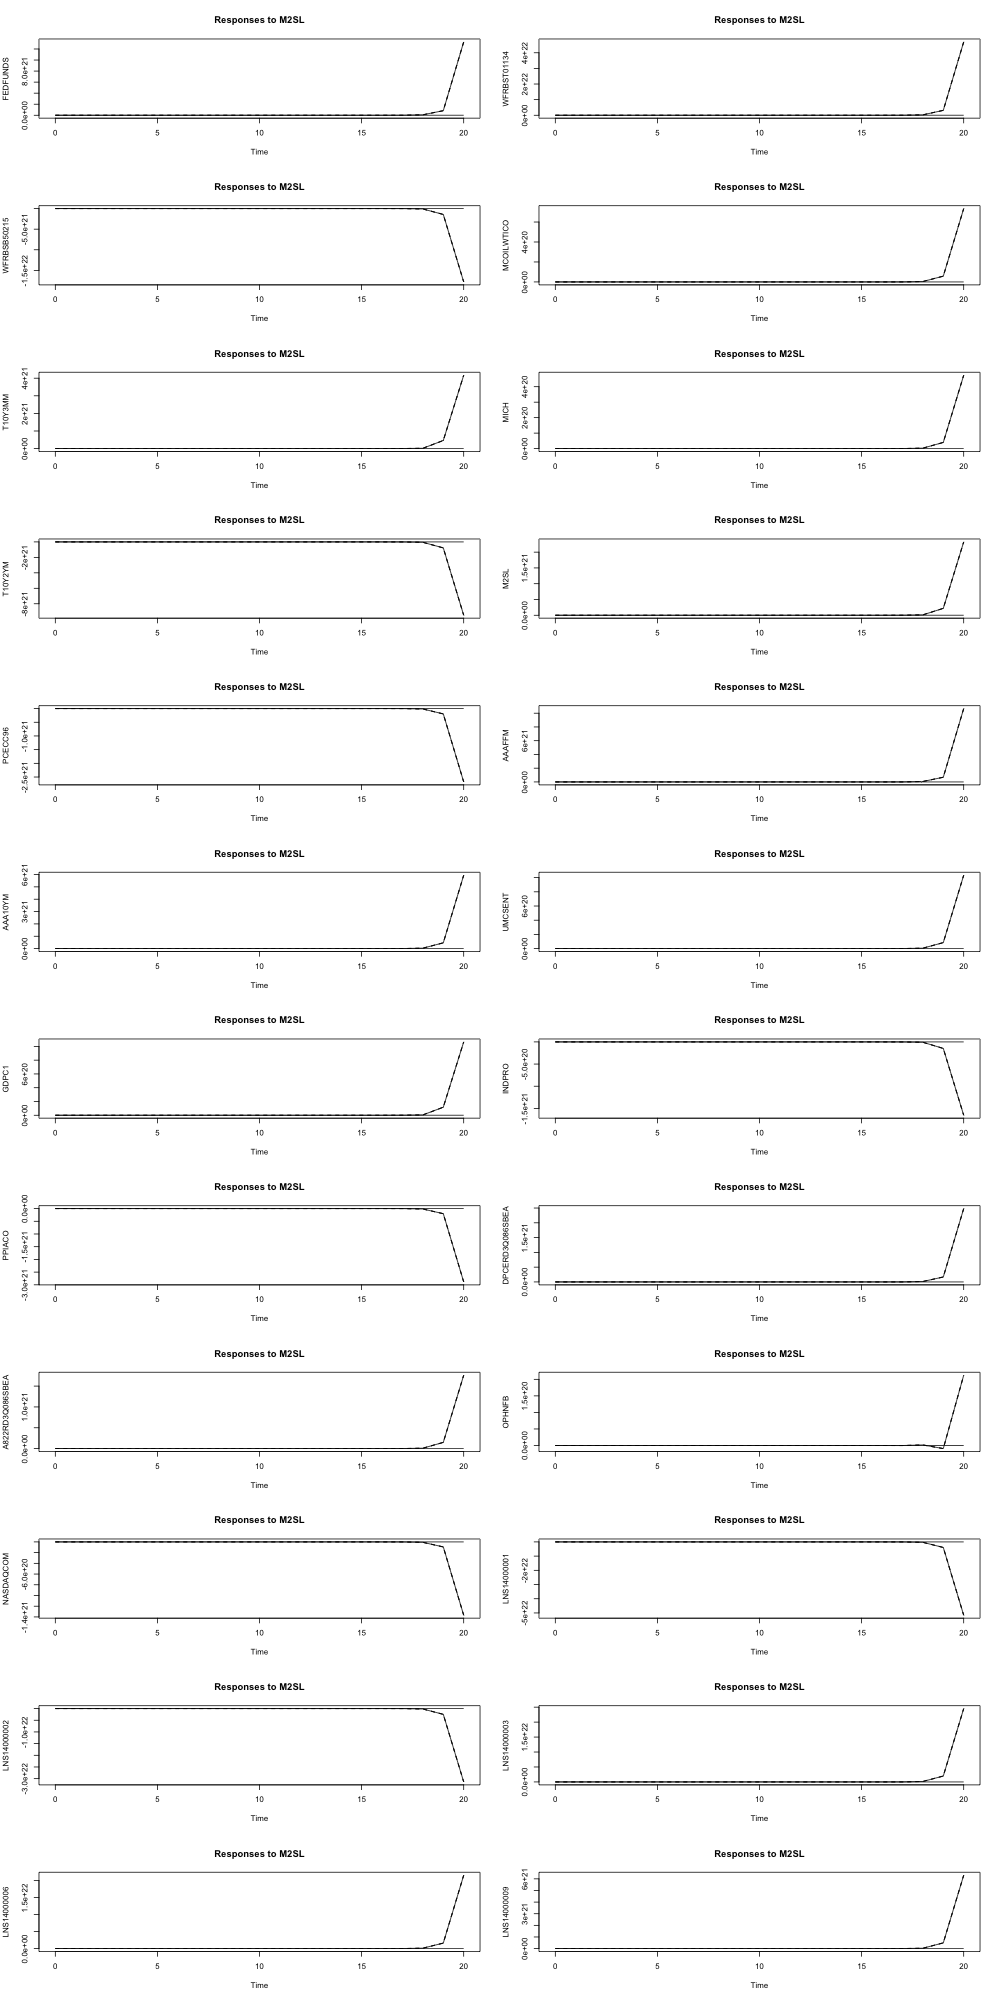 Responses to M2SL
FEDFUNDS
0.0e+00 8.0e+21
0 5 10 15 20
Time
Responses to M2SL
WFRBST01134
0e+00 2e+22 4e+22
0 5 10 15 20
Time
Responses to M2SL
WFRBSB50215
-1.5e+22 -5.0e+21
0 5 10 15 20
Time
Responses to M2SL
MCOILWTICO
0e+00 4e+20
0 5 10 15 20
Time
Responses to M2SL
T10Y3MM
0e+00 2e+21 4e+21
0 5 10 15 20
Time
Responses to M2SL
MICH
0e+00 2e+20 4e+20
0 5 10 15 20
Time
Responses to M2SL
T10Y2YM
-8e+21 -2e+21
0 5 10 15 20
Time
Responses to M2SL
M2SL
0.0e+00 1.5e+21
0 5 10 15 20
Time
Responses to M2SL
PCECC96
-2.5e+21 -1.0e+21
0 5 10 15 20
Time
Responses to M2SL
AAAFFM
0e+00 6e+21
0 5 10 15 20
Time
Responses to M2SL
AAA10YM
0e+00 3e+21 6e+21
0 5 10 15 20
Time
Responses to M2SL
UMCSENT
0e+00 6e+20
0 5 10 15 20
Time
Responses to M2SL
GDPC1
0e+00 6e+20
0 5 10 15 20
Time
Responses to M2SL
INDPRO
-1.5e+21 -5.0e+20
0 5 10 15 20
Time
Responses to M2SL
PPIACO
-3.0e+21 -1.5e+21 0.0e+00
0 5 10 15 20
Time
Responses to M2SL
DPCERD3Q086SBEA
0.0e+00 1.5e+21
0 5 10 15 20
Time
Responses to M2SL
A822RD3Q086SBEA
0.0e+00 1.0e+21
0 5 10 15 20
Time
Responses to M2SL
OPHNFB
0.0e+00 1.5e+20
0 5 10 15 20
Time
Responses to M2SL
NASDAQCOM
-1.4e+21 -6.0e+20
0 5 10 15 20
Time
Responses to M2SL
LNS14000001
-5e+22 -2e+22
0 5 10 15 20
Time
Responses to M2SL
LNS14000002
-3.0e+22 -1.0e+22
0 5 10 15 20
Time
Responses to M2SL
LNS14000003
0.0e+00 1.5e+22
0 5 10 15 20
Time
Responses to M2SL
LNS14000006
0.0e+00 1.5e+22
0 5 10 15 20
Time
Responses to M2SL
LNS14000009
0e+00 3e+21 6e+21
0 5 10 15 20
Time